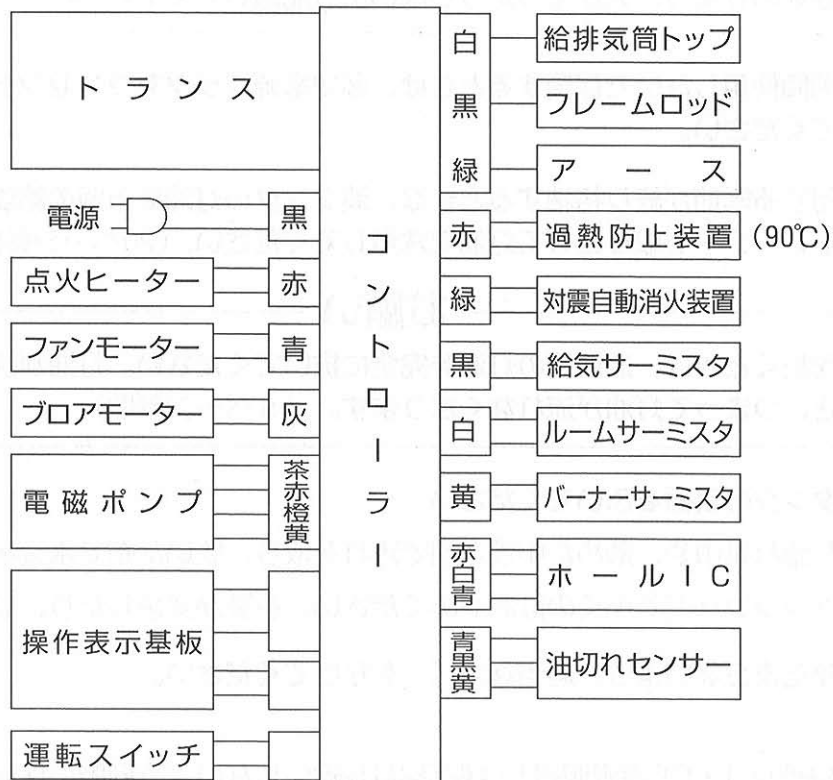 トランス
電源 黒
点火ヒーター 赤
ファンモーター 青
ブロアモーター 灰
電磁ポンプ 茶赤橙黄
操作表示基板
運転スイッチ
コントローラー
白 給排気筒トップ
黒 フレームロッド
緑 アース
赤 過熱防止装置 (90℃)
緑 対震自動消火装置
黒 給気サーミスタ
白 ルームサーミスタ
黄 バーナーサーミスタ
赤白青 ホールIC
青黒黄 油切れセンサー